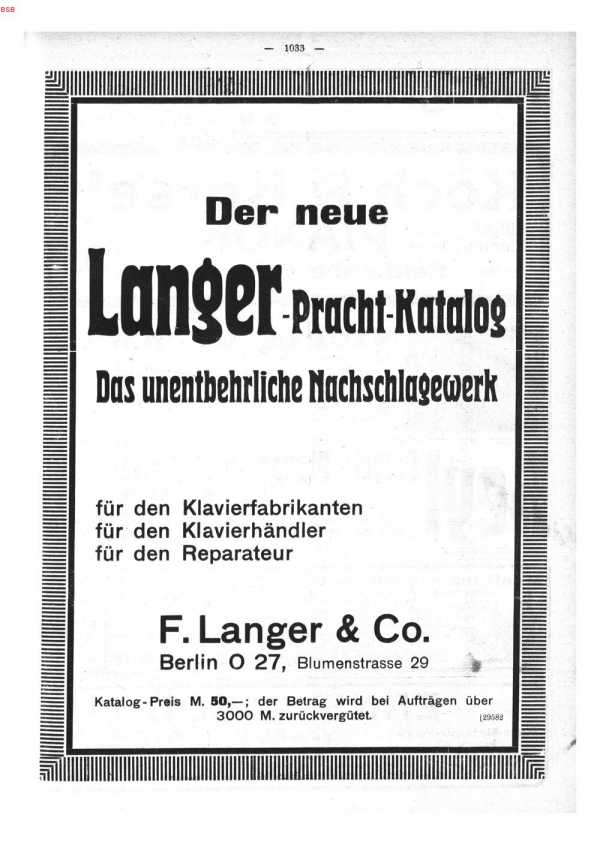 BSB
— 1033 —
Der neue
Langer-Pracht-Katalog
Das unentbehrliche Nachschlagewerk
für den Klavierfabrikanten
für den Klavierhändler
für den Reparateur
F. Langer & Co.
Berlin O 27, Blumenstrasse 29
Katalog-Preis M. 50,—; der Betrag wird bei Aufträgen über
3000 M. zurückvergütet. [29582